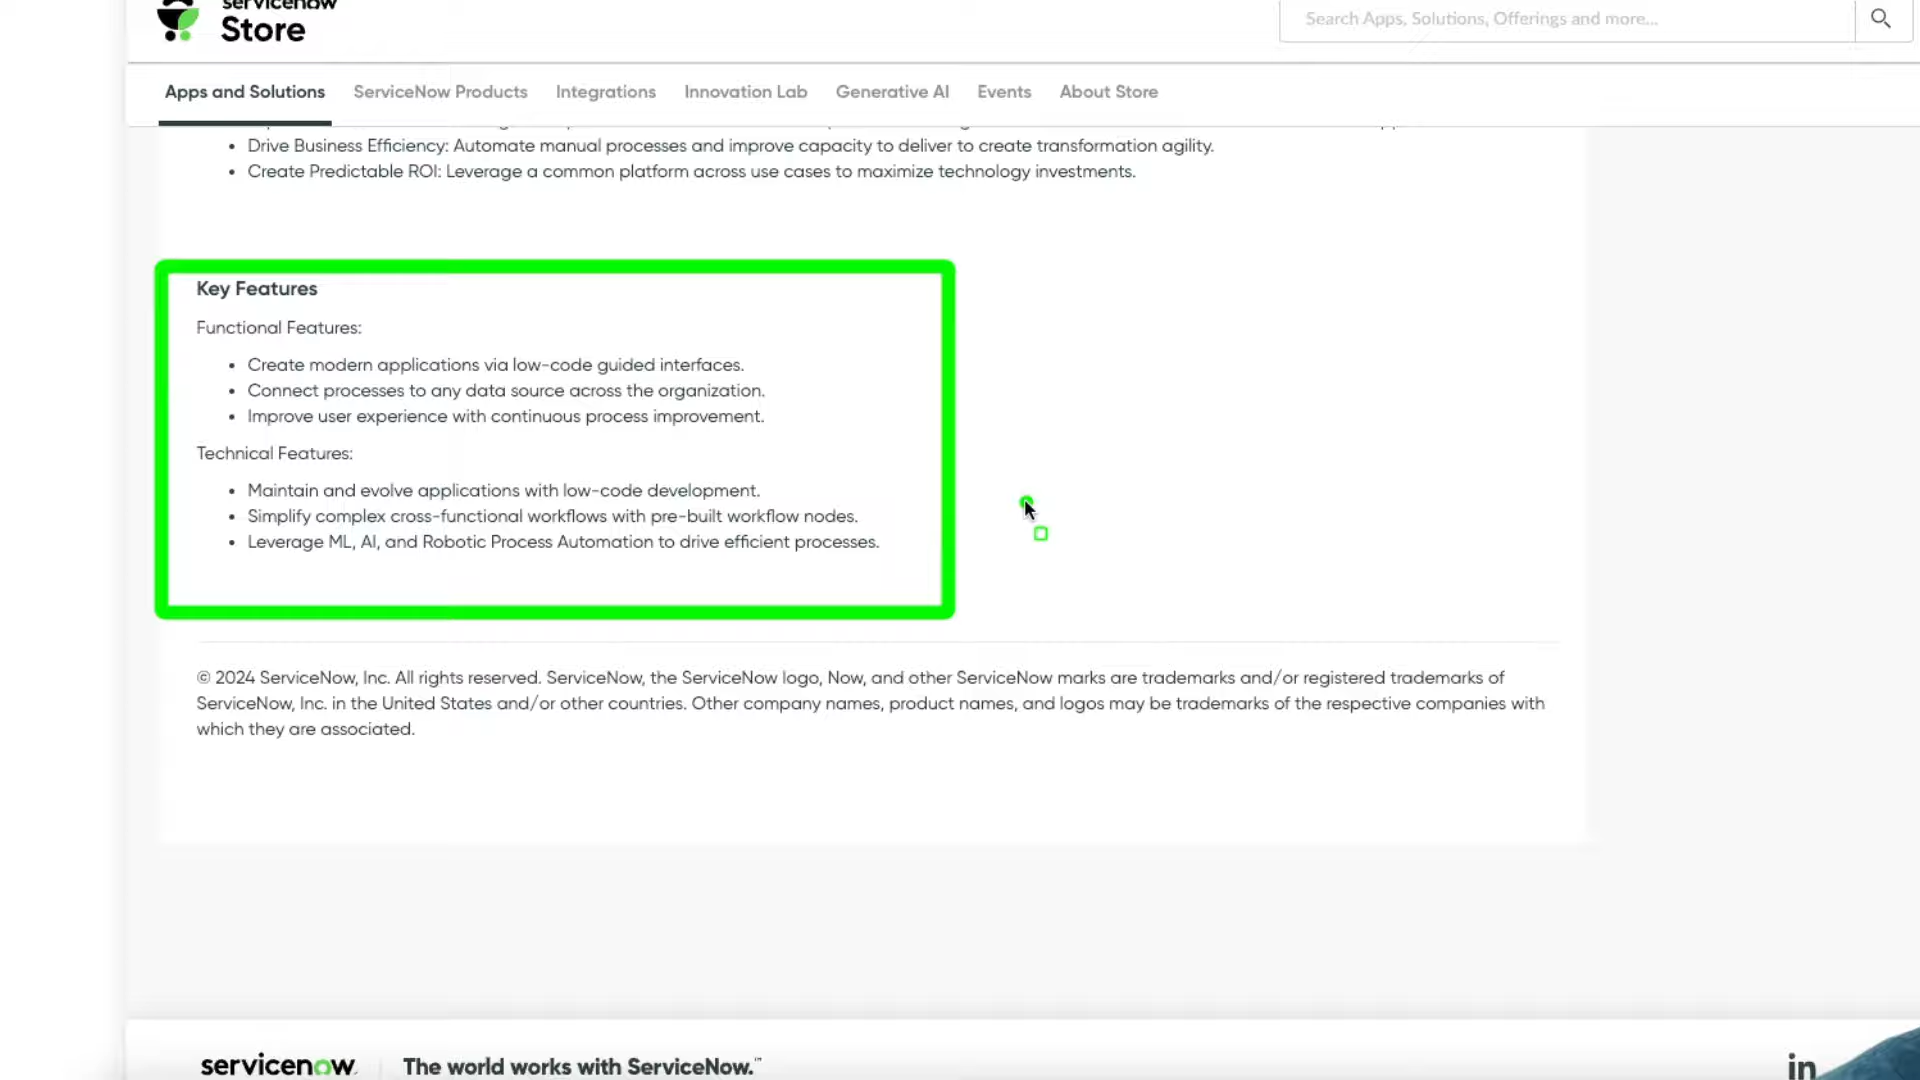 servicenow
Store
Search Apps, Solutions, Offerings and more...
Apps and Solutions
ServiceNow Products
Integrations
Innovation Lab
Generative AI
Events
About Store
• Drive Business Efficiency: Automate manual processes and improve capacity to deliver to create transformation agility.
• Create Predictable ROI: Leverage a common platform across use cases to maximize technology investments.
Key Features
Functional Features:
• Create modern applications via low-code guided interfaces.
• Connect processes to any data source across the organization.
• Improve user experience with continuous process improvement.
Technical Features:
• Maintain and evolve applications with low-code development.
• Simplify complex cross-functional workflows with pre-built workflow nodes.
• Leverage ML, AI, and Robotic Process Automation to drive efficient processes.
© 2024 ServiceNow, Inc. All rights reserved. ServiceNow, the ServiceNow logo, Now, and other ServiceNow marks are trademarks and/or registered trademarks of
ServiceNow, Inc. in the United States and/or other countries. Other company names, product names, and logos may be trademarks of the respective companies with
which they are associated.
servicenow.
The world works with ServiceNow.™
in